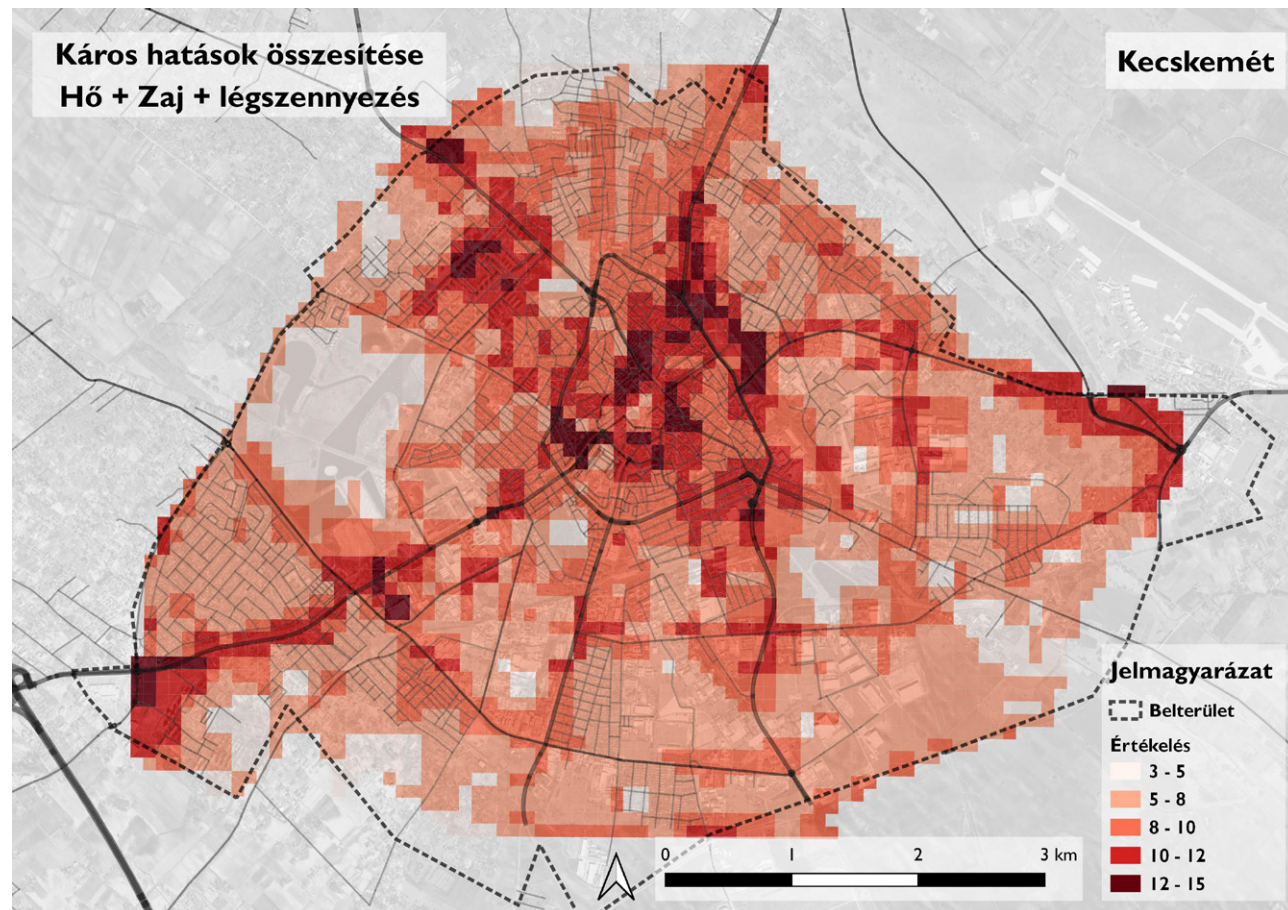 Káros hatások összesítése
Hő + Zaj + légszennyezés
Kecskemét
Jelmagyarázat
Belterület
Értékelés
3 - 5
5 - 8
8 - 10
10 - 12
12 - 15
0 1 2 3 km